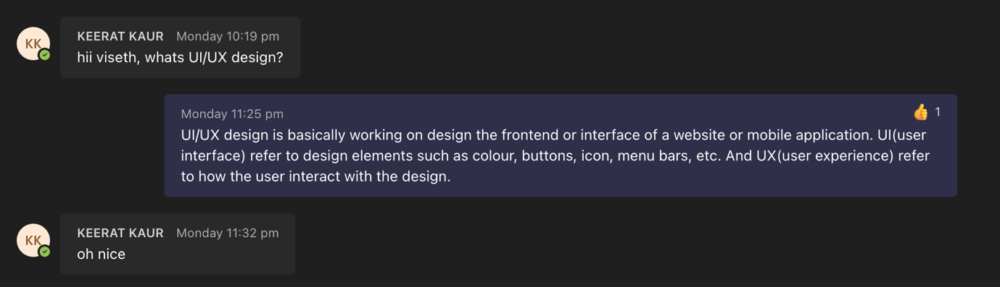 KK
KEERAT KAUR Monday 10:19 pm
hii viseth, whats UI/UX design?
Monday 11:25 pm 👍 1
UI/UX design is basically working on design the frontend or interface of a website or mobile application. UI(user
interface) refer to design elements such as colour, buttons, icon, menu bars, etc. And UX(user experience) refer
to how the user interact with the design.
KK
KEERAT KAUR Monday 11:32 pm
oh nice